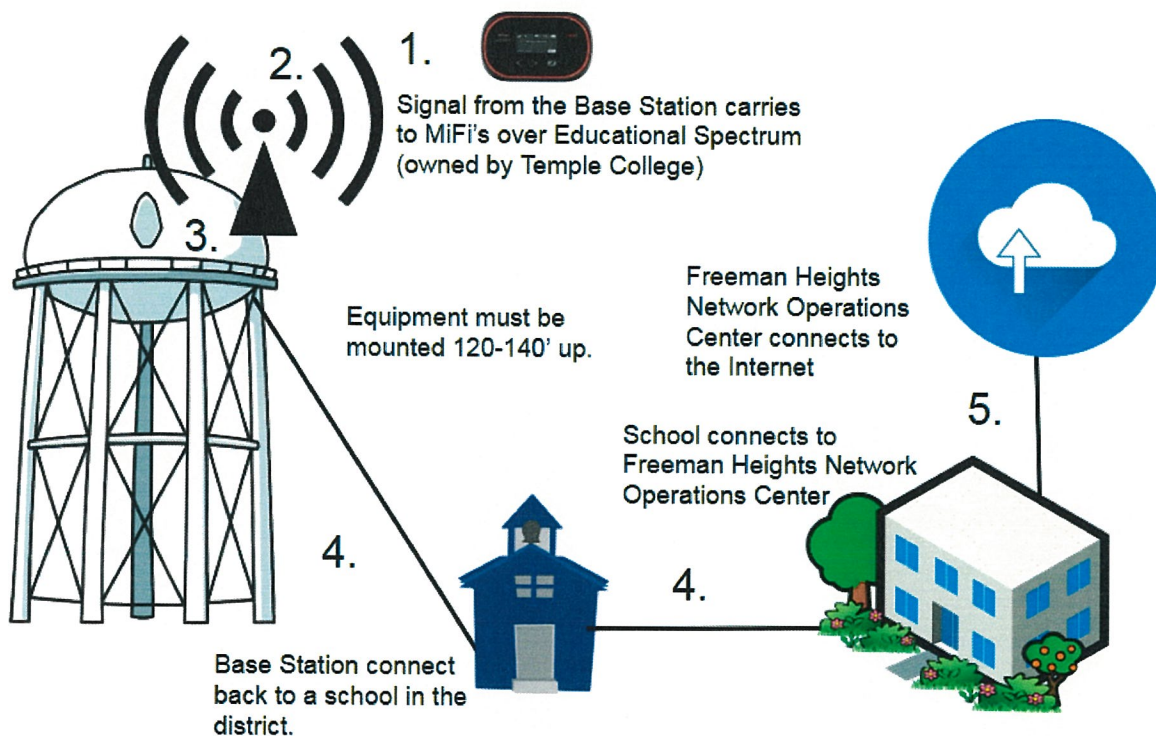 1.
2.
Signal from the Base Station carries
to MiFi's over Educational Spectrum
(owned by Temple College)
3.
Equipment must be
mounted 120-140' up.
Freeman Heights
Network Operations
Center connects to
the Internet
5.
School connects to
Freeman Heights Network
Operations Center
4.
4.
Base Station connect
back to a school in the
district.